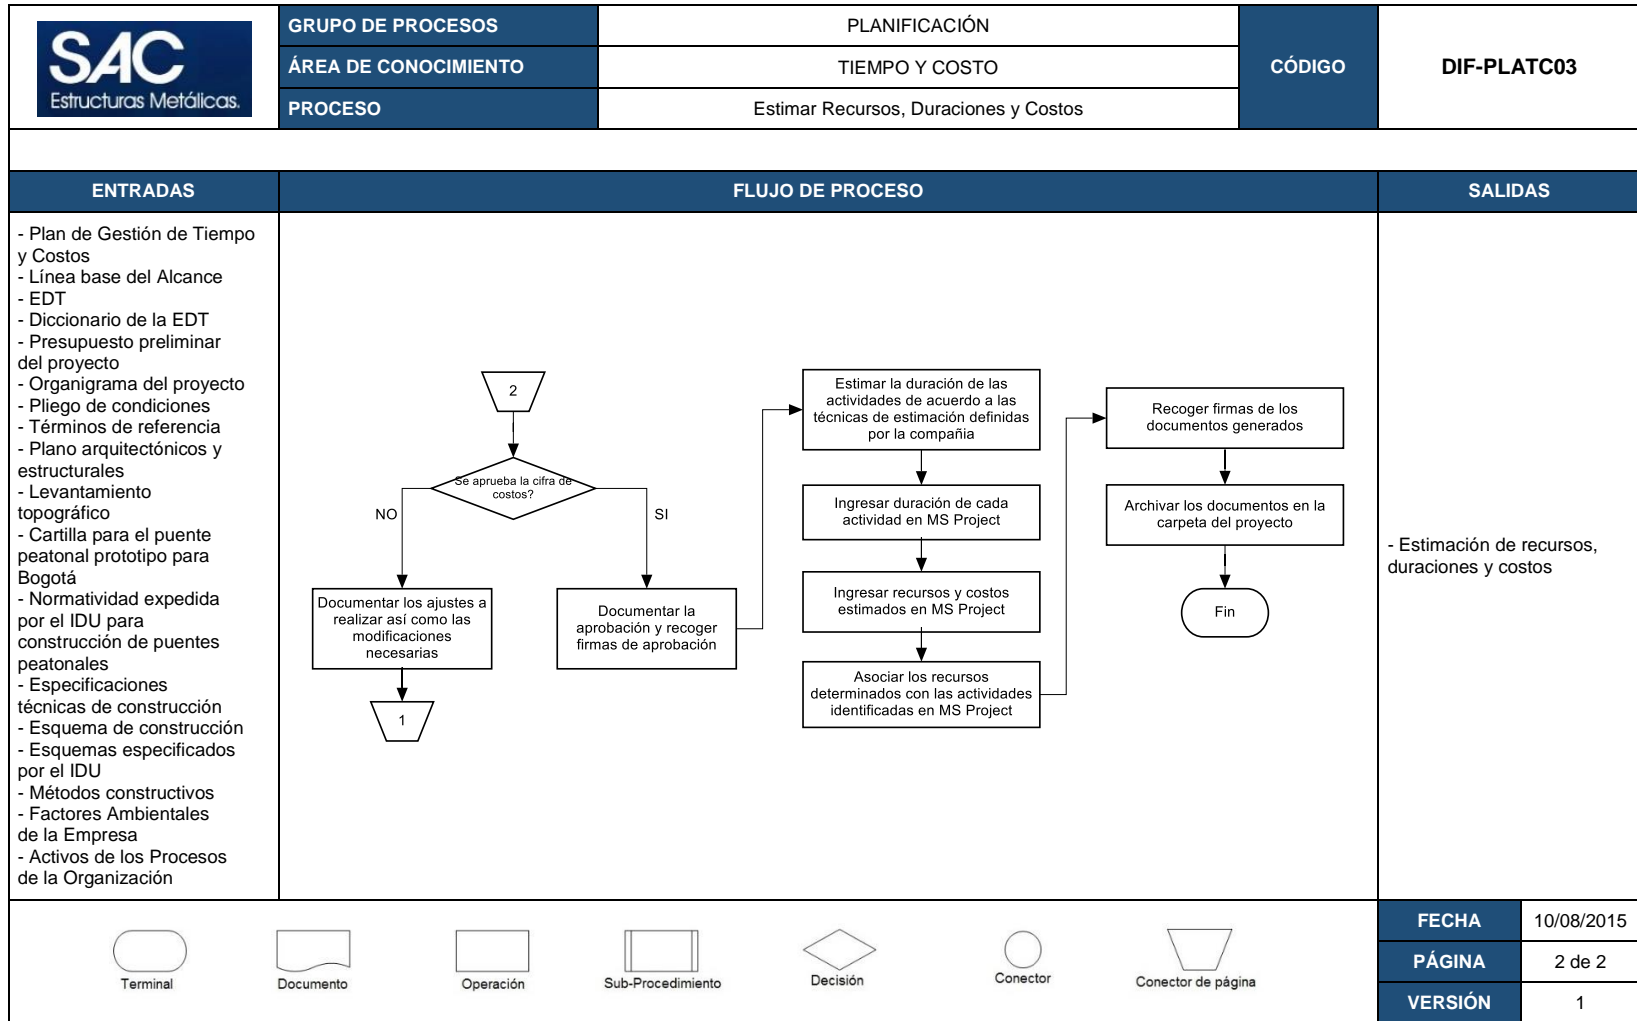 SAC
Estructuras Metálicas.
GRUPO DE PROCESOS
PLANIFICACIÓN
ÁREA DE CONOCIMIENTO
TIEMPO Y COSTO
PROCESO
Estimar Recursos, Duraciones y Costos
CÓDIGO
DIF-PLATC03
ENTRADAS
FLUJO DE PROCESO
SALIDAS
- Plan de Gestión de Tiempo
y Costos
- Línea base del Alcance
- EDT
- Diccionario de la EDT
- Presupuesto preliminar
del proyecto
- Organigrama del proyecto
- Pliego de condiciones
- Términos de referencia
- Plano arquitectónicos y
estructurales
- Levantamiento
topográfico
- Cartilla para el puente
peatonal prototipo para
Bogotá
- Normatividad expedida
por el IDU para
construcción de puentes
peatonales
- Especificaciones
técnicas de construcción
- Esquema de construcción
- Esquemas especificados
por el IDU
- Métodos constructivos
- Factores Ambientales
de la Empresa
- Activos de los Procesos
de la Organización
2
Se aprueba la cifra de
costos?
NO
SI
Documentar los ajustes a
realizar así como las
modificaciones
necesarias
1
Documentar la
aprobación y recoger
firmas de aprobación
Estimar la duración de las
actividades de acuerdo a las
técnicas de estimación definidas
por la compañia
Ingresar duración de cada
actividad en MS Project
Ingresar recursos y costos
estimados en MS Project
Asociar los recursos
determinados con las actividades
identificadas en MS Project
Recoger firmas de los
documentos generados
Archivar los documentos en la
carpeta del proyecto
Fin
- Estimación de recursos,
duraciones y costos
Terminal
Documento
Operación
Sub-Procedimiento
Decisión
Conector
Conector de página
FECHA
10/08/2015
PÁGINA
2 de 2
VERSIÓN
1